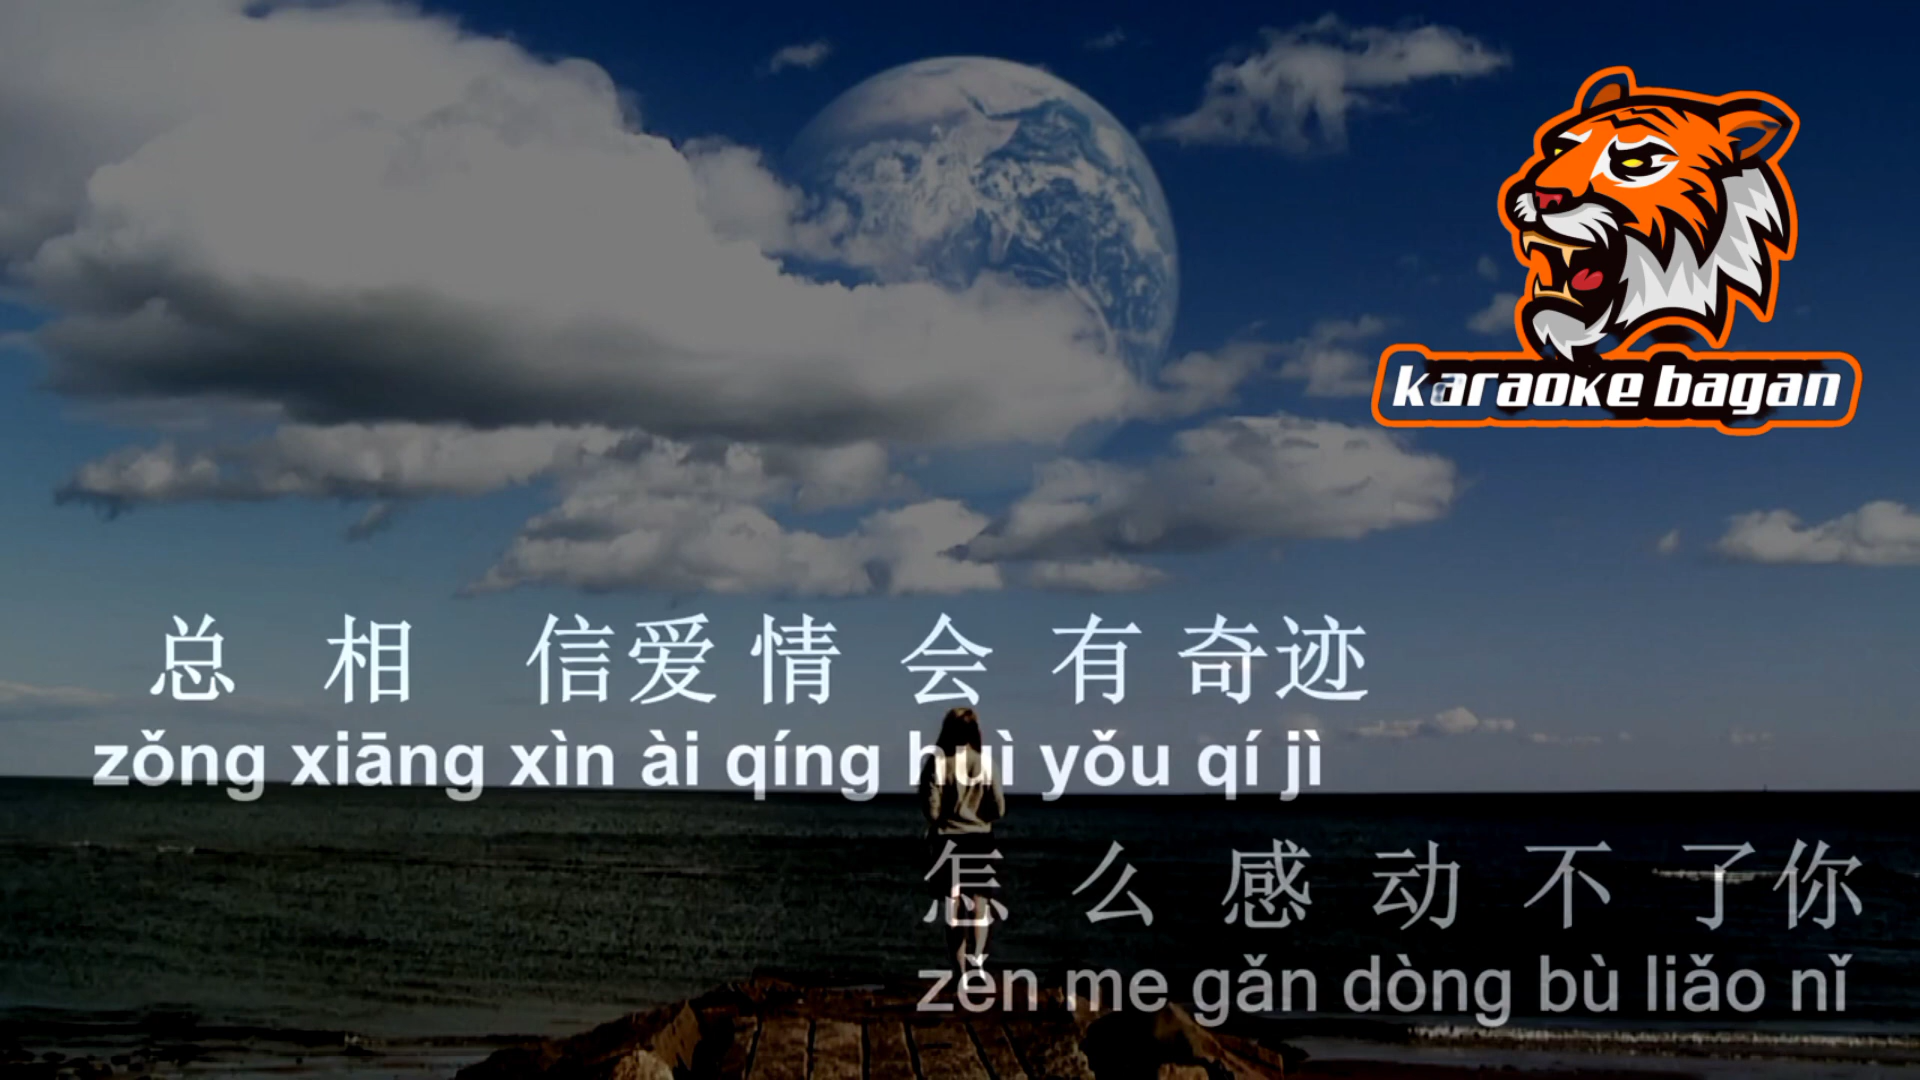 karaoke bagan
总 相 信爱 情 会 有 奇迹
zǒng xiāng xìn ài qíng huì yǒu qí jì
怎 么 感 动 不 了你
zěn me gǎn dòng bù liǎo nǐ